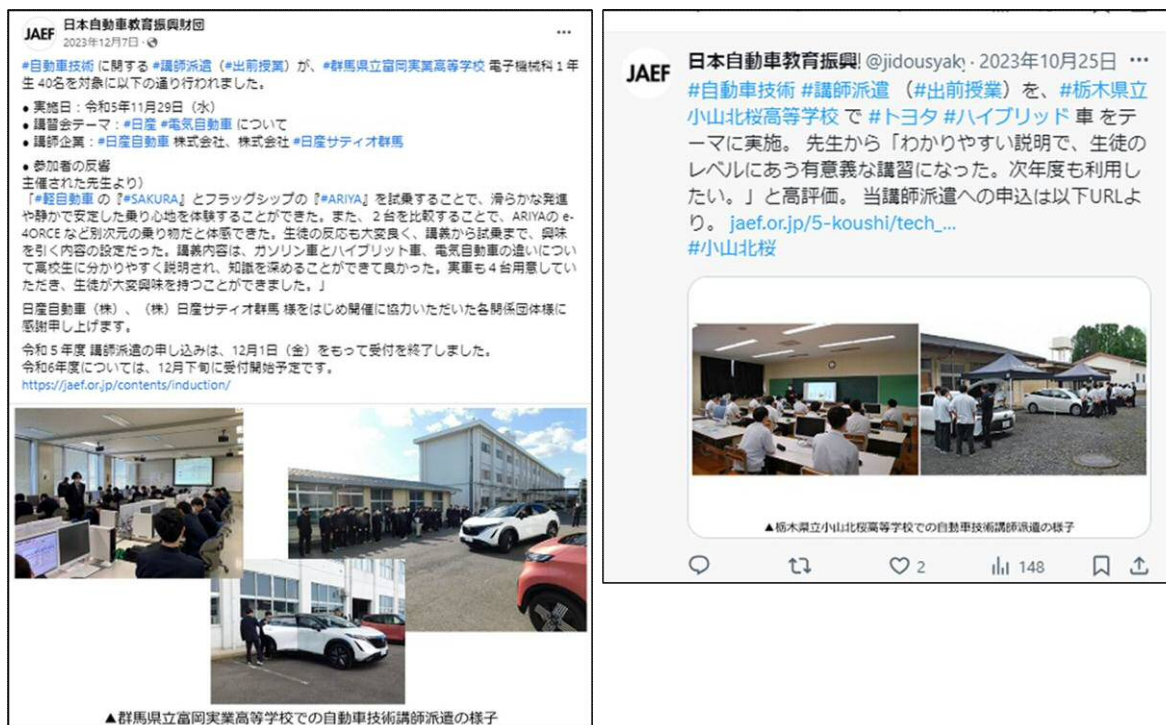 JAEF
日本自動車教育振興財団
2023年12月7日 ·
#自動車技術 に関する #講師派遣（#出前授業）が、#群馬県立富岡実業高等学校 電子機械科１年
生 40名を対象に以下の通り行われました。
● 実施日：令和5年11月29日（水）
● 講習会テーマ：#日産 #電気自動車 について
● 講師企業：#日産自動車 株式会社、株式会社 #日産サティオ群馬
● 参加者の反響
主催された先生より）
「#軽自動車 の『#SAKURA』とフラッグシップの『#ARIYA』を試乗することで、滑らかな発進
や静かで安定した乗り心地を体験することができた。また、２台を比較することで、ARIYAの e-
4ORCE など別次元の乗り物だと体感できた。生徒の反応も大変良く、講義から試乗まで、興味
を引く内容の設定だった。講義内容は、ガソリン車とハイブリット車、電気自動車の違いについ
て高校生に分かりやすく説明され、知識を深めることができて良かった。実車も４台用意してい
ただき、生徒が大変興味を持つことができました。」
日産自動車（株）、（株）日産サティオ群馬 様をはじめ開催に協力いただいた各関係団体様に
感謝申し上げます。
令和５年度 講師派遣の申し込みは、12月1日（金）をもって受付を終了しました。
令和6年度については、12月下旬に受付開始予定です。
https://jaef.or.jp/contents/induction/
▲群馬県立富岡実業高等学校での自動車技術講師派遣の様子
JAEF
日本自動車教育振興 @jidousyaky · 2023年10月25日
#自動車技術 #講師派遣 （#出前授業）を、#栃木県立
小山北桜高等学校 で #トヨタ #ハイブリッド 車 をテ
ーマに実施。 先生から「わかりやすい説明で、生徒の
レベルにあう有意義な講習になった。次年度も利用し
たい。」と高評価。 当講師派遣への申込は以下URLよ
り。 jaef.or.jp/5-koushi/tech_...
#小山北桜
▲栃木県立小山北桜高等学校での自動車技術講師派遣の様子
2
148